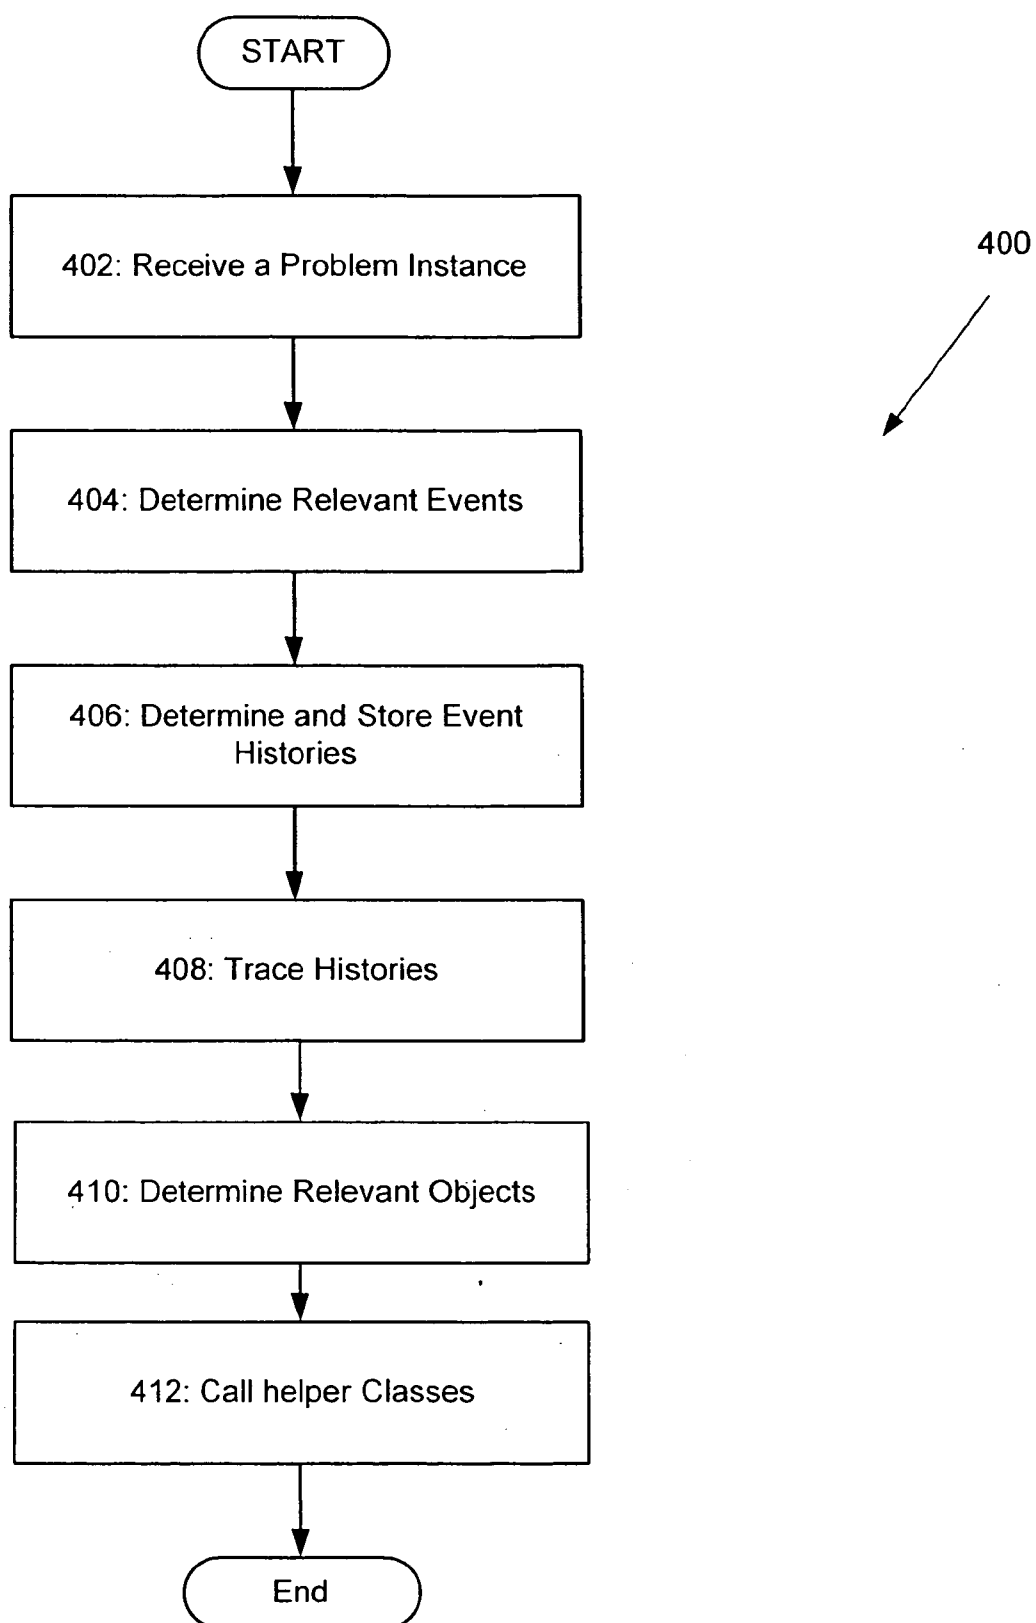 START
402: Receive a Problem Instance
400
404: Determine Relevant Events
406: Determine and Store Event
Histories
408: Trace Histories
410: Determine Relevant Objects
412: Call helper Classes
End